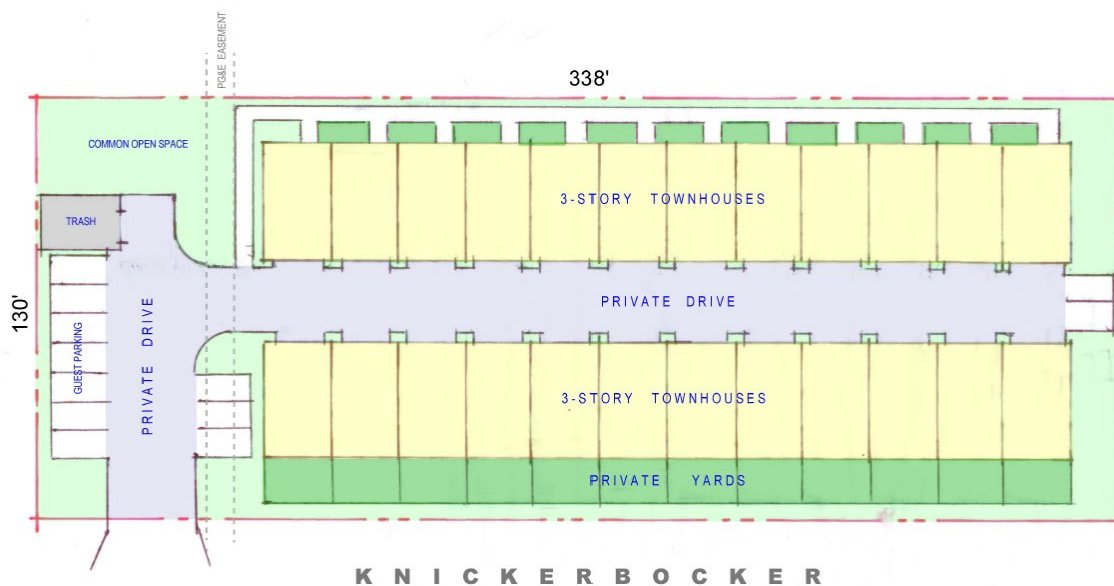 PG&E EASEMENT
338'
COMMON OPEN SPACE
3-STORY TOWNHOUSES
TRASH
130'
GUEST PARKING
PRIVATE DRIVE
PRIVATE DRIVE
3-STORY TOWNHOUSES
PRIVATE YARDS
KNICKERBOCKER